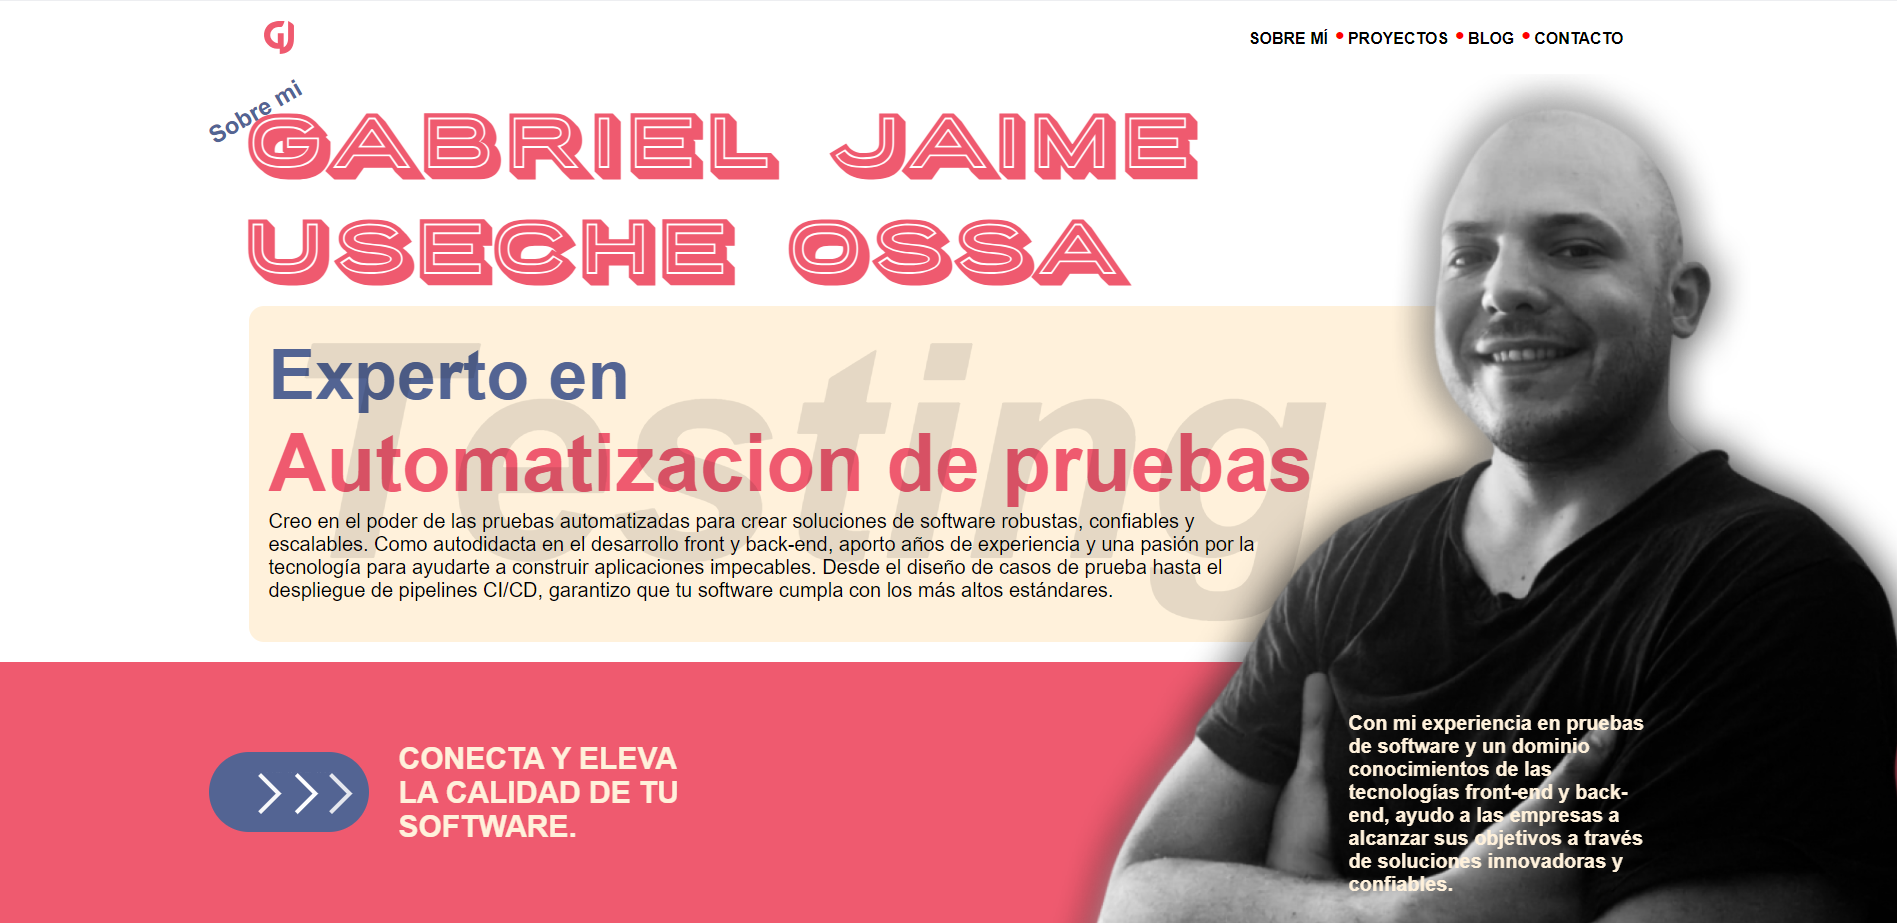 GJ
SOBRE MÍ • PROYECTOS • BLOG • CONTACTO
Sobre mi
GABRIEL JAIME
USECHE OSSA
Testing
Experto en
Automatizacion de pruebas
Creo en el poder de las pruebas automatizadas para crear soluciones de software robustas, confiables y
escalables. Como autodidacta en el desarrollo front y back-end, aporto años de experiencia y una pasión por la
tecnología para ayudarte a construir aplicaciones impecables. Desde el diseño de casos de prueba hasta el
despliegue de pipelines CI/CD, garantizo que tu software cumpla con los más altos estándares.
CONECTA Y ELEVA
LA CALIDAD DE TU
SOFTWARE.
Con mi experiencia en pruebas
de software y un dominio
conocimientos de las
tecnologías front-end y back-
end, ayudo a las empresas a
alcanzar sus objetivos a través
de soluciones innovadoras y
confiables.